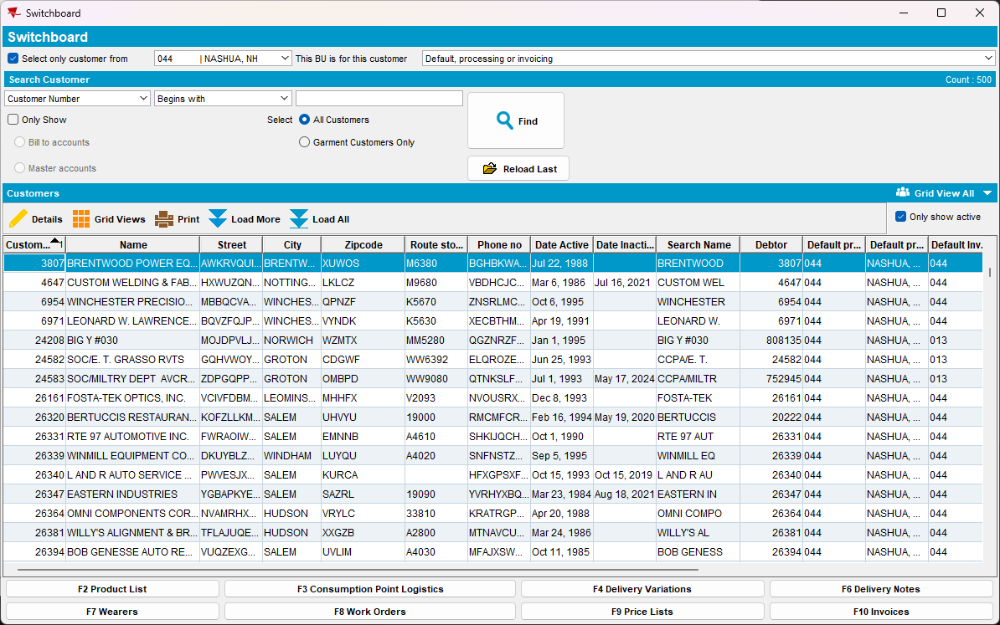 Switchboard
Switchboard
Select only customer from 044 | NASHUA, NH This BU is for this customer Default, processing or invoicing
Search Customer Count : 500
Customer Number Begins with
Find
Only Show Select All Customers
Bill to accounts Garment Customers Only
Master accounts Reload Last
Customers Grid View All
Details Grid Views Print Load More Load All Only show active
Custom... 1 Name Street City Zipcode Route sto... Phone no Date Active Date Inacti... Search Name Debtor Default pr... Default pr... Default Inv.
3807 BRENTWOOD POWER EQ... AWKRVQUI... BRENTW... XUWOS M6380 BGHBKWA... Jul 22, 1988 BRENTWOOD 3807 044 NASHUA, ... 044
4647 CUSTOM WELDING & FAB... HXWUZQN... NOTTING... LKLCZ M9680 VBDHCJC... Mar 6, 1986 Jul 16, 2021 CUSTOM WEL 4647 044 NASHUA, ... 044
6954 WINCHESTER PRECISIO... MBBQCVA... WINCHES... QPNZF K5670 ZNSRLMC... Oct 6, 1995 WINCHESTER 6954 044 NASHUA, ... 044
6971 LEONARD W. LAWRENCE... BQVZFQJP... WINCHES... VYNDK K5630 XECBTHM... Apr 19, 1991 LEONARD W. 6971 044 NASHUA, ... 044
24208 BIG Y #030 MOJDPVLJ... NORWICH WZMTX MM5280 QGZNRZF... Jan 1, 1995 BIG Y #030 808135 044 NASHUA, ... 013
24582 SOC/E. T. GRASSO RVTS GQHVWOY... GROTON CDGWF WW6392 ELQROZE... Jun 25, 1993 CCPA/E. T. 24582 044 NASHUA, ... 013
24583 SOC/MILTRY DEPT AVCR... ZDPGQPP... GROTON OMBPD WW9080 QTNKSLF... Jul 1, 1993 May 17, 2024 CCPA/MILTR 752945 044 NASHUA, ... 013
26161 FOSTA-TEK OPTICS, INC. VCIVFDBM... LEOMINS... MHHFX V2093 NVOUSRX... Dec 8, 1993 FOSTA-TEK 26161 044 NASHUA, ... 044
26320 BERTUCCIS RESTAURAN... KOFZLLKM... SALEM UHVYU 19000 RMCMFCR... Feb 16, 1994 May 19, 2020 BERTUCCIS 20222 044 NASHUA, ... 044
26331 RTE 97 AUTOMOTIVE INC. FWRAOIW... SALEM EMNNB A4610 SHKIJQCH... Oct 1, 1990 RTE 97 AUT 26331 044 NASHUA, ... 044
26339 WINMILL EQUIPMENT CO... DKUYBLZ... WINDHAM LUYQU A4020 SNFNSTZ... Sep 5, 1995 WINMILL EQ 26339 044 NASHUA, ... 044
26340 L AND R AUTO SERVICE ... PWVESJX... SALEM KURCA HFXGPSXF... Oct 15, 1993 Oct 15, 2019 L AND R AU 26340 044 NASHUA, ... 044
26347 EASTERN INDUSTRIES YGBAPKYE... SALEM SAZRL 19090 YVRHYXBQ... Mar 23, 1984 Aug 18, 2021 EASTERN IN 26347 044 NASHUA, ... 044
26364 OMNI COMPONENTS COR... NVAMRHX... HUDSON VRYLC 33810 KRATRGP... Apr 20, 1988 OMNI COMPO 26364 044 NASHUA, ... 044
26381 WILLY'S ALIGNMENT & BR... TFLAJUQE... HUDSON XXGZB A2800 MTNAVCU... Mar 24, 1986 WILLY'S AL 26381 044 NASHUA, ... 044
26394 BOB GENESSE AUTO RE... VUQZEXG... SALEM UVLIM A4030 MFAJXSW... Oct 11, 1985 BOB GENESS 26394 044 NASHUA, ... 044
F2 Product List F3 Consumption Point Logistics F4 Delivery Variations F6 Delivery Notes
F7 Wearers F8 Work Orders F9 Price Lists F10 Invoices